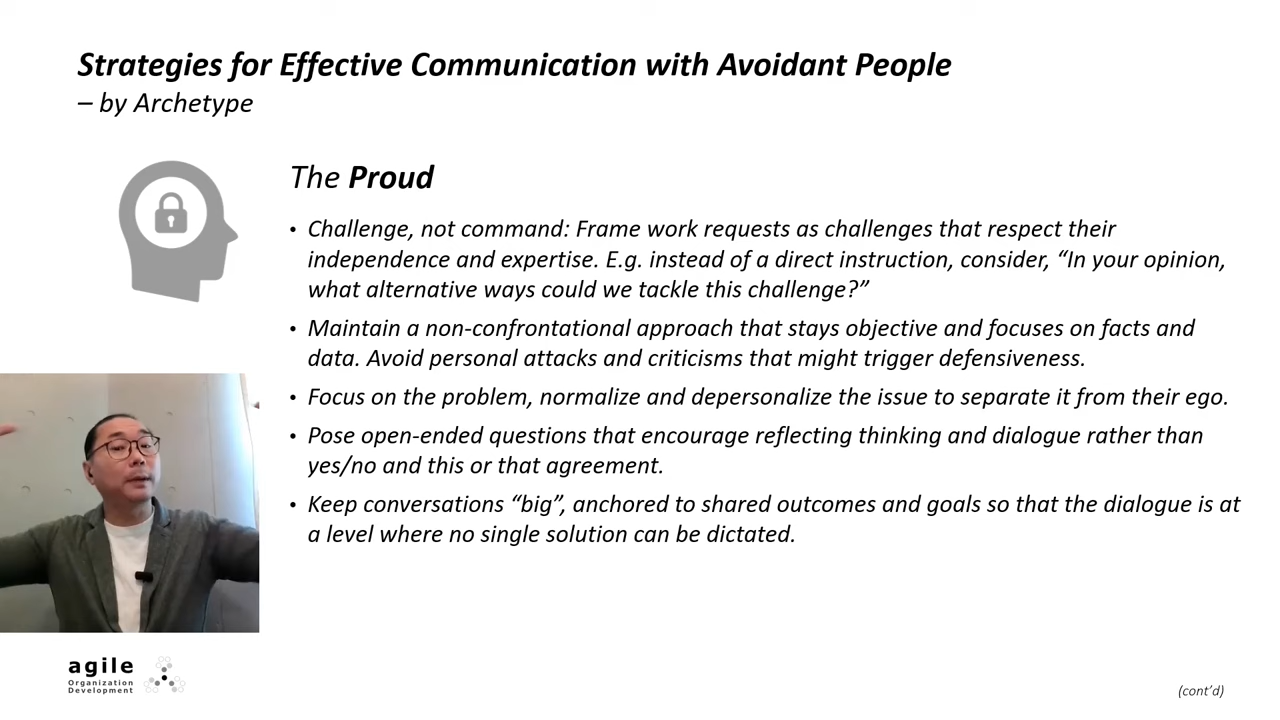 Strategies for Effective Communication with Avoidant People
– by Archetype
The Proud
• Challenge, not command: Frame work requests as challenges that respect their
independence and expertise. E.g. instead of a direct instruction, consider, “In your opinion,
what alternative ways could we tackle this challenge?”
• Maintain a non-confrontational approach that stays objective and focuses on facts and
data. Avoid personal attacks and criticisms that might trigger defensiveness.
• Focus on the problem, normalize and depersonalize the issue to separate it from their ego.
• Pose open-ended questions that encourage reflecting thinking and dialogue rather than
yes/no and this or that agreement.
• Keep conversations “big”, anchored to shared outcomes and goals so that the dialogue is at
a level where no single solution can be dictated.
agile
Organization
Development
(cont’d)